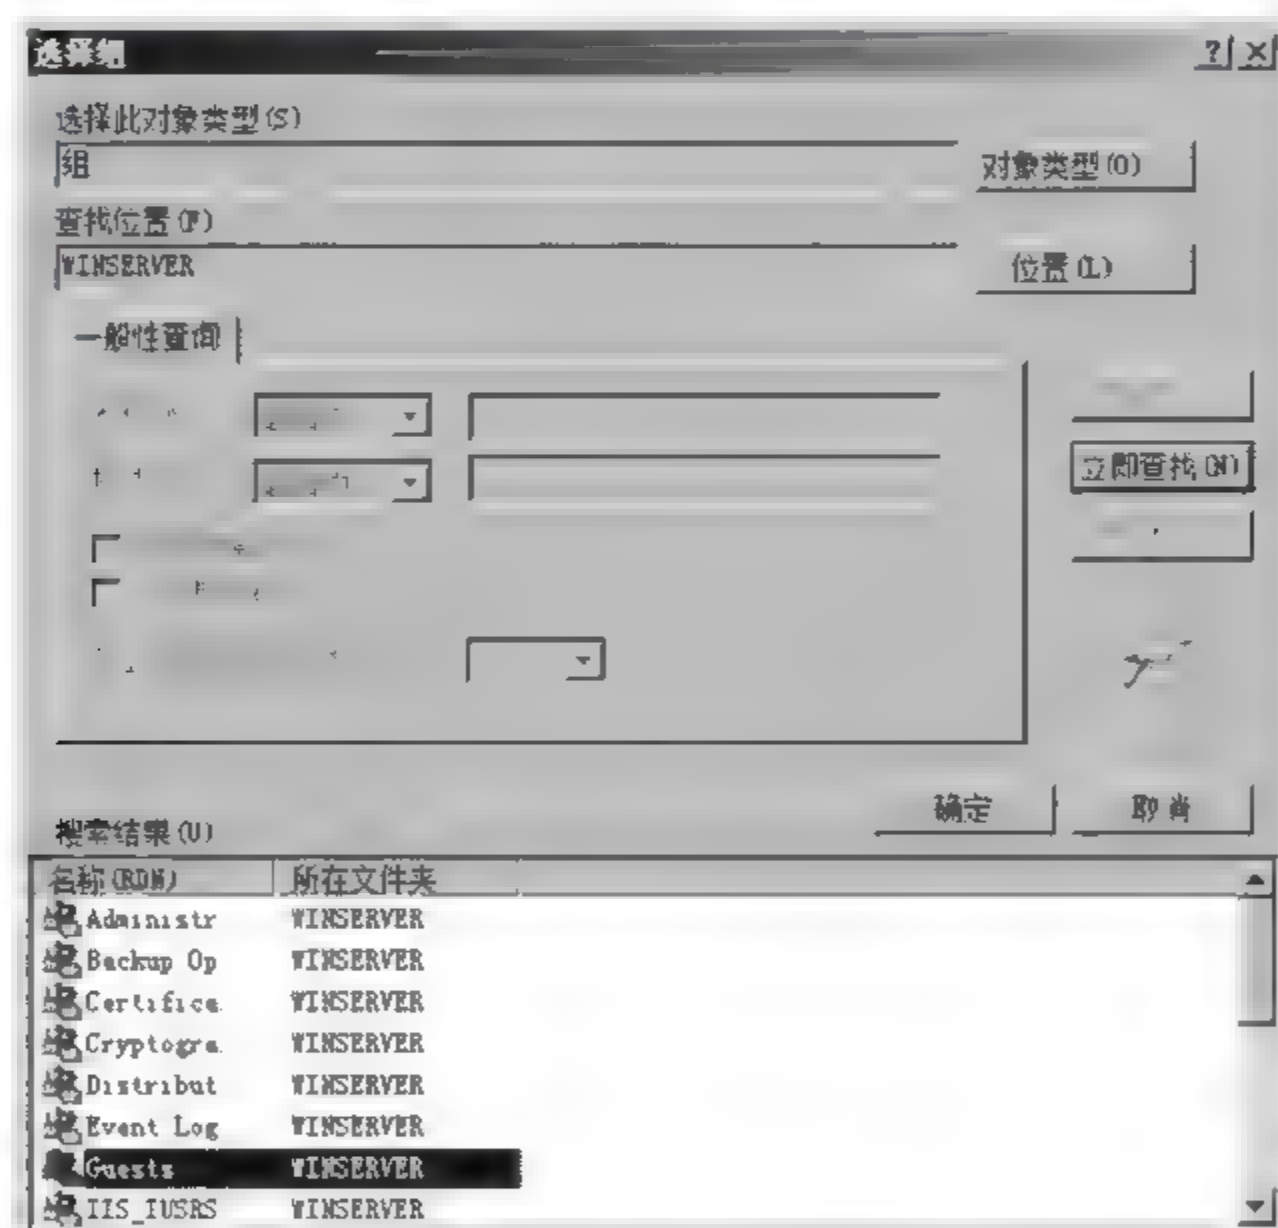 选择组
选择此对象类型(S)
组
对象类型(O)
查找位置(F)
WINSERVER
位置(L)
一般性查询
立即查找(N)
确定
取消
搜索结果(U)
名称(RDN) 所在文件夹
Administr WINSERVER
Backup Op WINSERVER
Certifica. WINSERVER
Cryptogra. WINSERVER
Distribut WINSERVER
Event Log WINSERVER
Guests WINSERVER
IIS_IUSRS WINSERVER